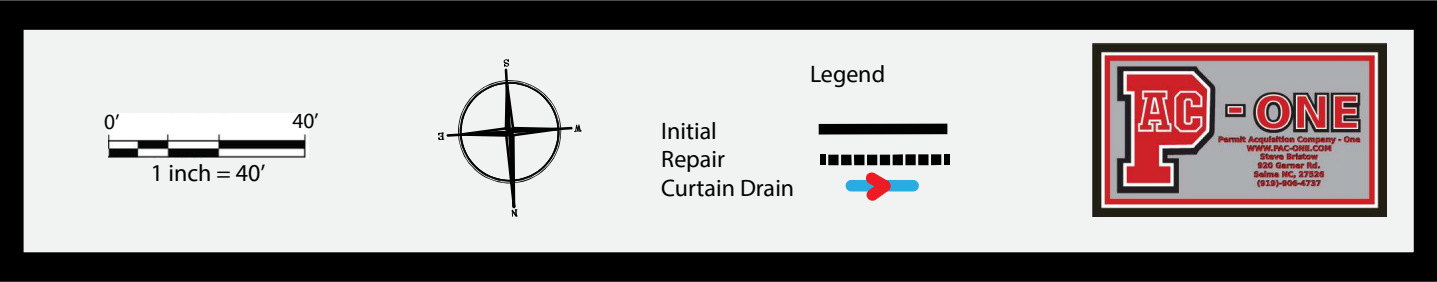 0’ 40’
1 inch = 40’
S
E W
N
Legend
Initial
Repair
Curtain Drain
PAC - ONE
Permit Acquisition Company - One
WWW.PAC-ONE.COM
Steve Bristow
920 Garner Rd.
Selma NC, 27526
(919)-906-4737